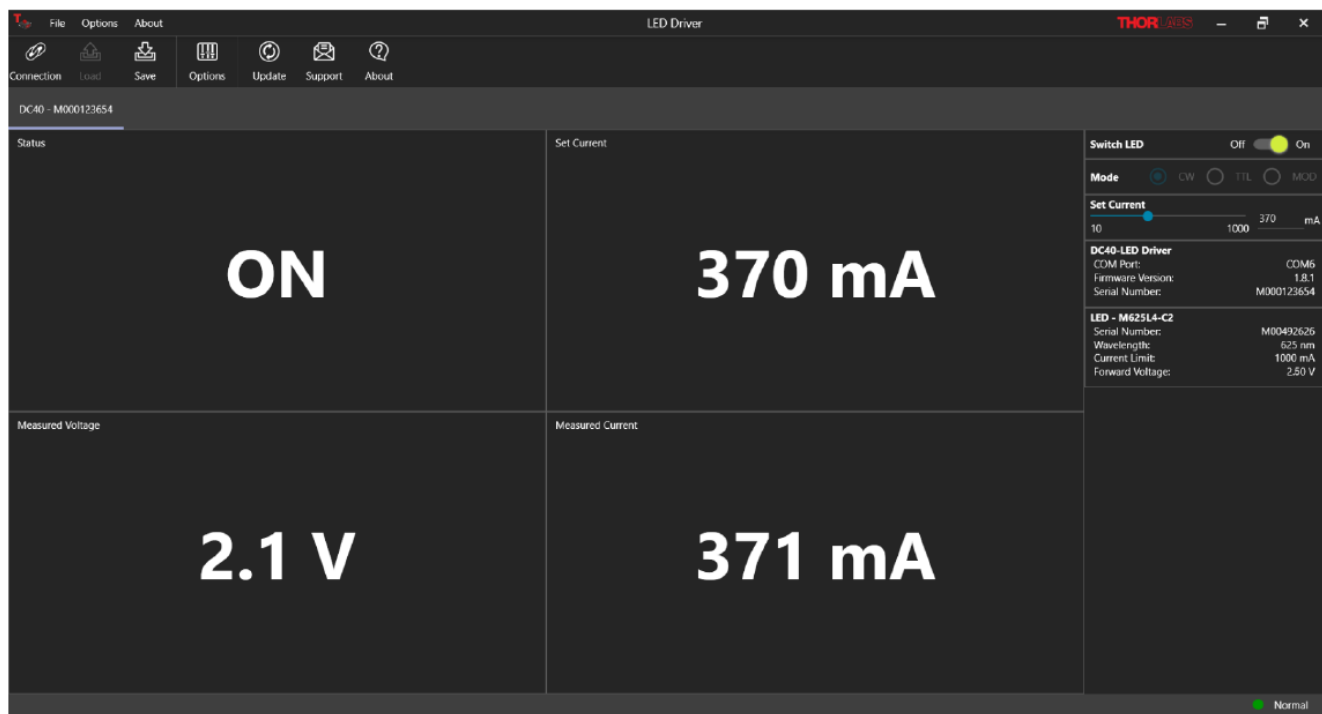 File Options About LED Driver THORLABS
Connection Load Save Options Update Support About
DC40 - M000123654
Status
ON
Set Current
370 mA
Measured Voltage
2.1 V
Measured Current
371 mA
Switch LED Off On
Mode CW TTL MOD
Set Current
10 1000 370 mA
DC40-LED Driver
COM Port: COM6
Firmware Version: 1.8.1
Serial Number: M000123654
LED - M625L4-C2
Serial Number: M00492626
Wavelength: 625 nm
Current Limit: 1000 mA
Forward Voltage: 2.50 V
Normal